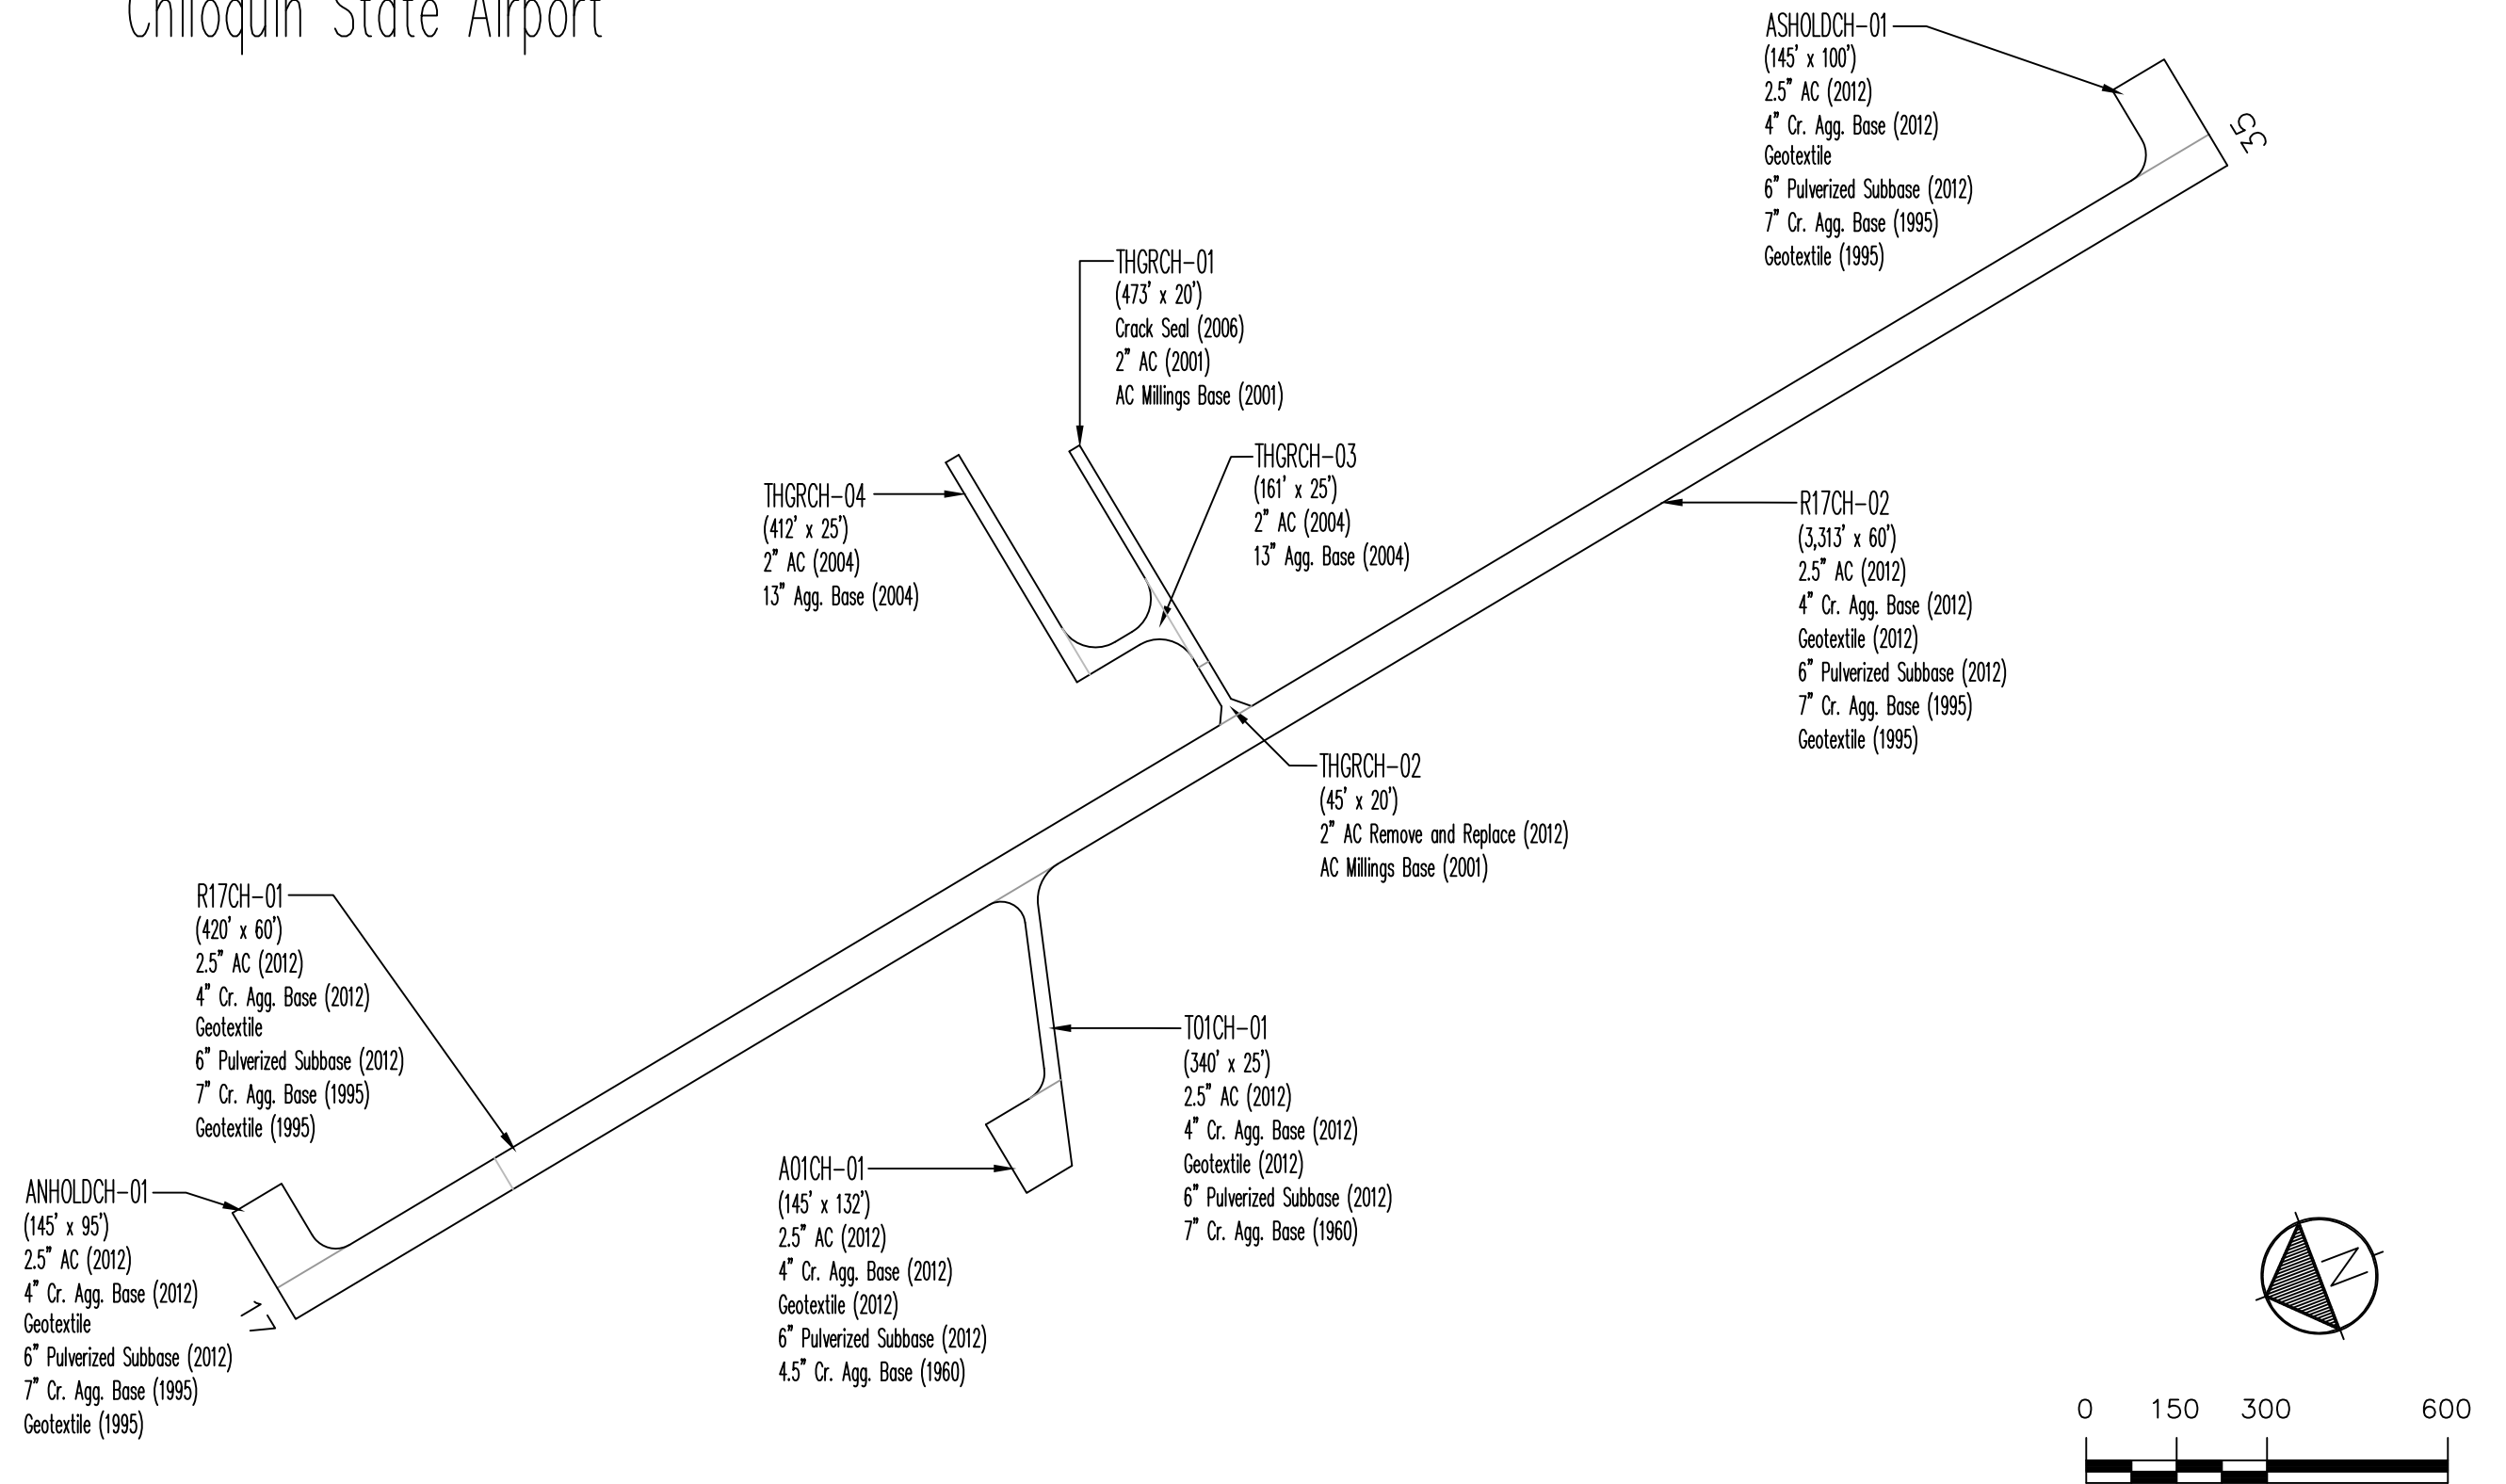 Chiloquin State Airport
ASHOLDCH-01
(145' x 100')
2.5" AC (2012)
4" Cr. Agg. Base (2012)
Geotextile
6" Pulverized Subbase (2012)
7" Cr. Agg. Base (1995)
Geotextile (1995)
35
THGRCH-01
(473' x 20')
Crack Seal (2006)
2" AC (2001)
AC Millings Base (2001)
THGRCH-03
(161' x 25')
2" AC (2004)
13" Agg. Base (2004)
THGRCH-04
(412' x 25')
2" AC (2004)
13" Agg. Base (2004)
R17CH-02
(3,313' x 60')
2.5" AC (2012)
4" Cr. Agg. Base (2012)
Geotextile (2012)
6" Pulverized Subbase (2012)
7" Cr. Agg. Base (1995)
Geotextile (1995)
THGRCH-02
(45' x 20')
2" AC Remove and Replace (2012)
AC Millings Base (2001)
R17CH-01
(420' x 60')
2.5" AC (2012)
4" Cr. Agg. Base (2012)
Geotextile
6" Pulverized Subbase (2012)
7" Cr. Agg. Base (1995)
Geotextile (1995)
T01CH-01
(340' x 25')
2.5" AC (2012)
4" Cr. Agg. Base (2012)
Geotextile (2012)
6" Pulverized Subbase (2012)
7" Cr. Agg. Base (1960)
A01CH-01
(145' x 132')
2.5" AC (2012)
4" Cr. Agg. Base (2012)
Geotextile (2012)
6" Pulverized Subbase (2012)
4.5" Cr. Agg. Base (1960)
ANHOLDCH-01
(145' x 95')
2.5" AC (2012)
4" Cr. Agg. Base (2012)
Geotextile
6" Pulverized Subbase (2012)
7" Cr. Agg. Base (1995)
Geotextile (1995)
17
N
0 150 300 600